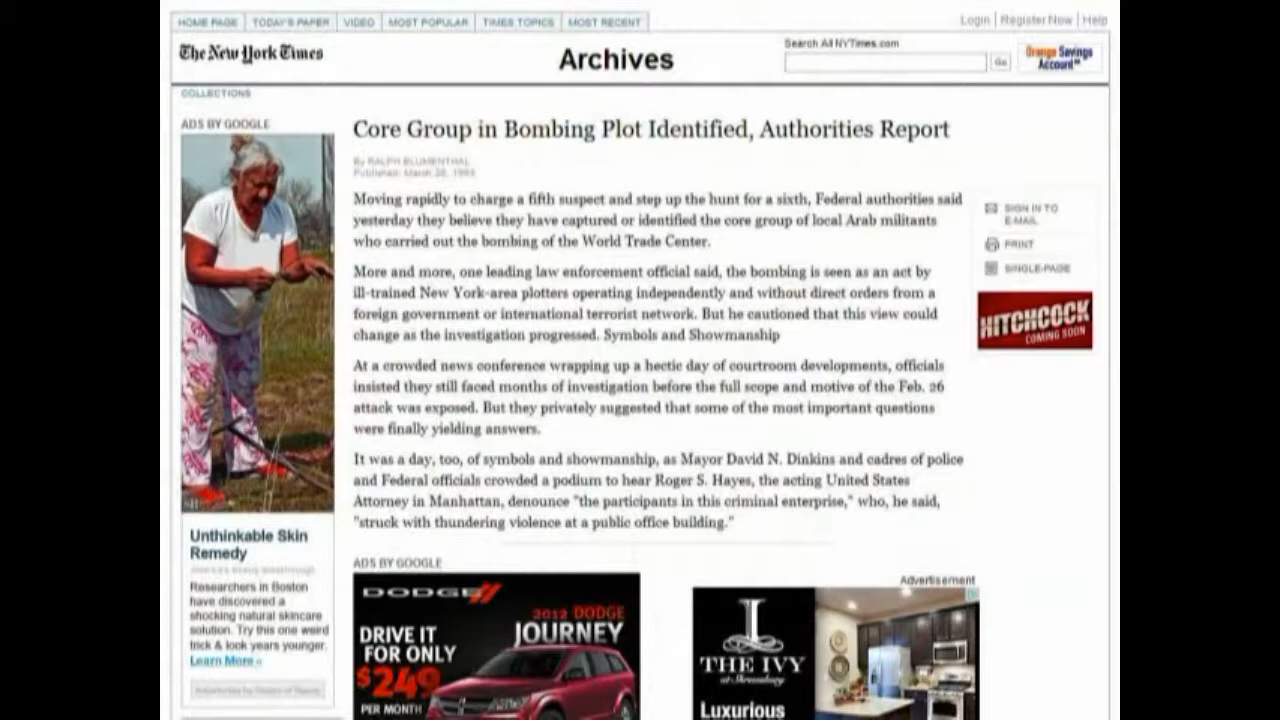 HOME PAGE TODAY'S PAPER VIDEO MOST POPULAR TIMES TOPICS MOST RECENT
Login Register Now Help
The New York Times
Archives
Search All NYTimes.com
Go
Orange Savings
Account
COLLECTIONS
ADS BY GOOGLE
Core Group in Bombing Plot Identified, Authorities Report
By RALPH BLUMENTHAL
Published: March 1993
Moving rapidly to charge a fifth suspect and step up the hunt for a sixth, Federal authorities said
yesterday they believe they have captured or identified the core group of local Arab militants
who carried out the bombing of the World Trade Center.
More and more, one leading law enforcement official said, the bombing is seen as an act by
ill-trained New York-area plotters operating independently and without direct orders from a
foreign government or international terrorist network. But he cautioned that this view could
change as the investigation progressed. Symbols and Showmanship
At a crowded news conference wrapping up a hectic day of courtroom developments, officials
insisted they still faced months of investigation before the full scope and motive of the Feb. 26
attack was exposed. But they privately suggested that some of the most important questions
were finally yielding answers.
It was a day, too, of symbols and showmanship, as Mayor David N. Dinkins and cadres of police
and Federal officials crowded a podium to hear Roger S. Hayes, the acting United States
Attorney in Manhattan, denounce "the participants in this criminal enterprise," who, he said,
"struck with thundering violence at a public office building."
SIGN IN TO
E-MAIL
PRINT
SINGLE-PAGE
HITCHCOCK
COMING SOON
Unthinkable Skin
Remedy
Researchers in Boston
have discovered a
shocking natural skincare
solution. Try this one weird
trick & look years younger.
Learn More »
ADS BY GOOGLE
DODGE
2012 DODGE
JOURNEY
DRIVE IT
FOR ONLY
$249
PER MONTH
Advertisement
I
THE IVY
at Shrewsbury
Luxurious